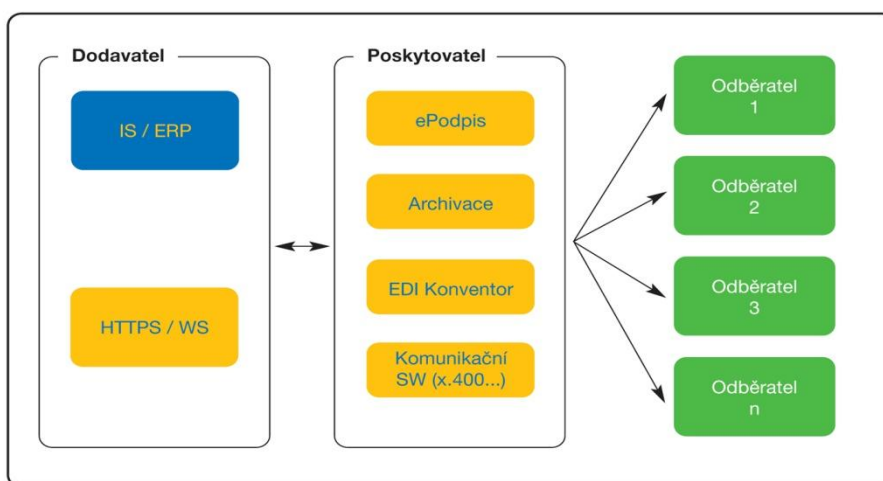 Dodavatel
IS / ERP
HTTPS / WS
Poskytovatel
ePodpis
Archivace
EDI Konventor
Komunikační
SW (x.400...)
Odběratel
1
Odběratel
2
Odběratel
3
Odběratel
n